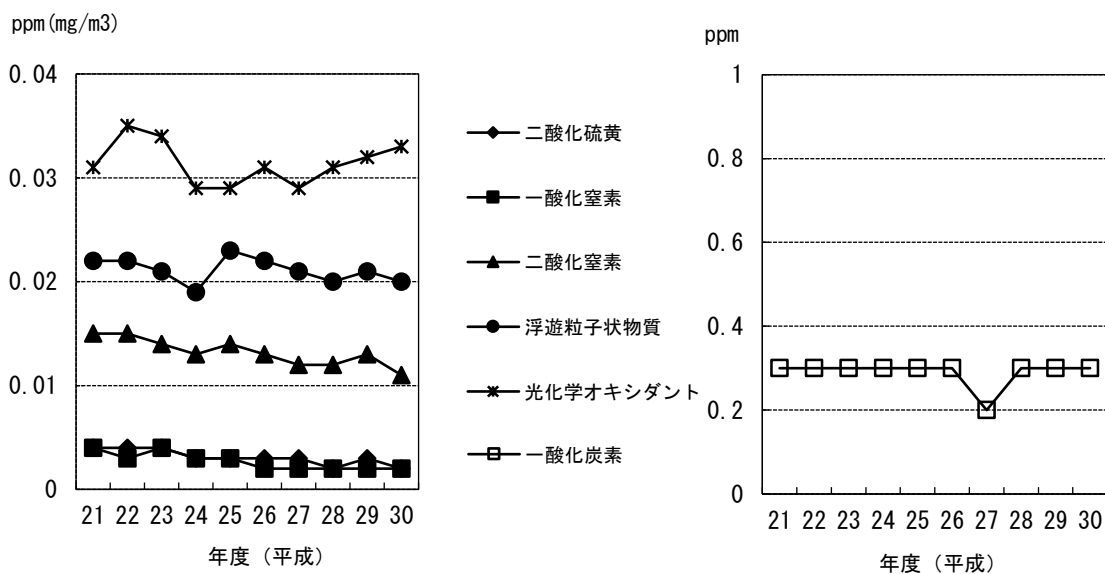 ppm(mg/m3)
0.04
0.03
0.02
0.01
0
21 22 23 24 25 26 27 28 29 30
年度（平成）
二酸化硫黄
一酸化窒素
二酸化窒素
浮遊粒子状物質
光化学オキシダント
一酸化炭素
ppm
1
0.8
0.6
0.4
0.2
0
21 22 23 24 25 26 27 28 29 30
年度（平成）